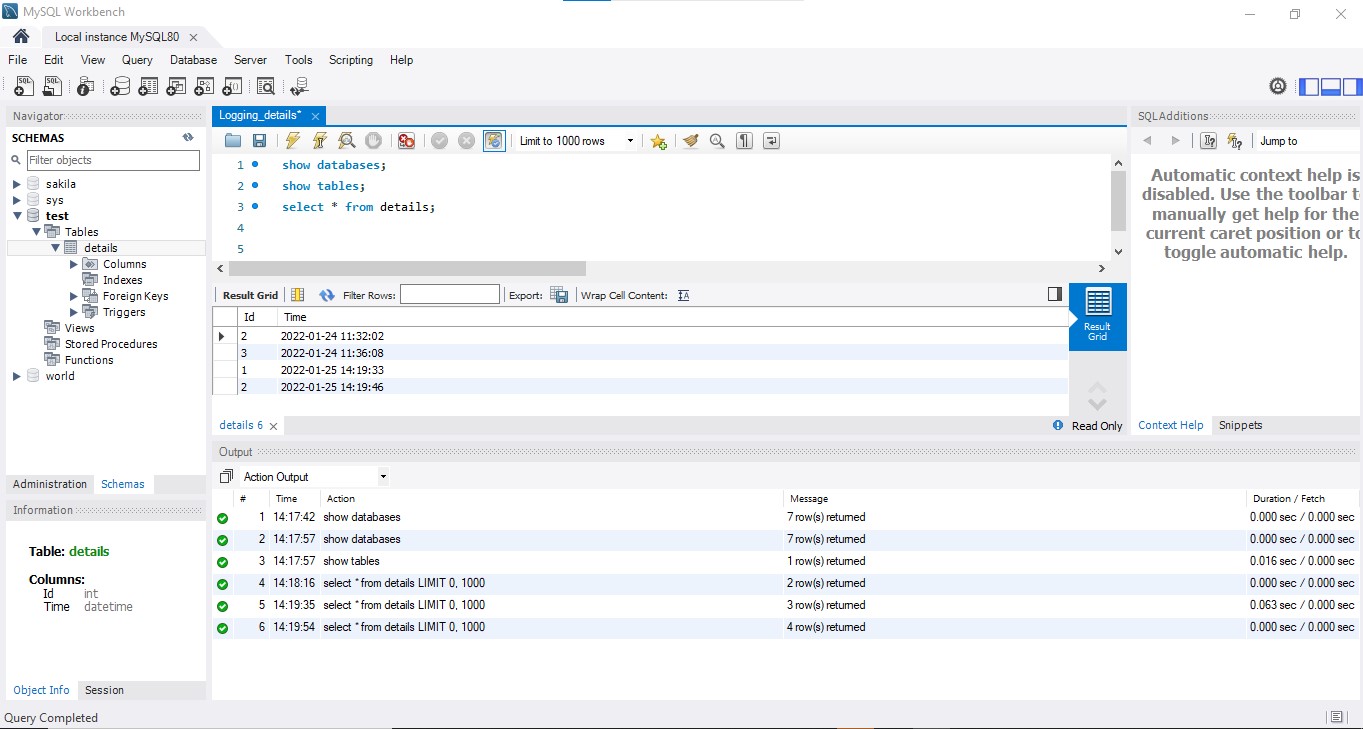 MySQL Workbench
Local instance MySQL80
File Edit View Query Database Server Tools Scripting Help
Navigator
SCHEMAS
Filter objects
sakila
sys
test
Tables
details
Columns
Indexes
Foreign Keys
Triggers
Views
Stored Procedures
Functions
world
Administration Schemas
Information
Table: details
Columns:
Id int
Time datetime
Object Info Session
Logging_details*
Limit to 1000 rows
1 show databases;
2 show tables;
3 select * from details;
4
5
Result Grid Filter Rows: Export: Wrap Cell Content: IA
Id Time
2 2022-01-24 11:32:02
3 2022-01-24 11:36:08
1 2022-01-25 14:19:33
2 2022-01-25 14:19:46
Result
Grid
details 6
Read Only
SQLAdditions
Jump to
Automatic context help is
disabled. Use the toolbar t
manually get help for the
current caret position or to
toggle automatic help.
Context Help Snippets
Output
Action Output
# Time Action Message Duration / Fetch
1 14:17:42 show databases 7 row(s) returned 0.000 sec / 0.000 sec
2 14:17:57 show databases 7 row(s) returned 0.000 sec / 0.000 sec
3 14:17:57 show tables 1 row(s) returned 0.016 sec / 0.000 sec
4 14:18:16 select * from details LIMIT 0, 1000 2 row(s) returned 0.000 sec / 0.000 sec
5 14:19:35 select * from details LIMIT 0, 1000 3 row(s) returned 0.063 sec / 0.000 sec
6 14:19:54 select * from details LIMIT 0, 1000 4 row(s) returned 0.000 sec / 0.000 sec
Query Completed